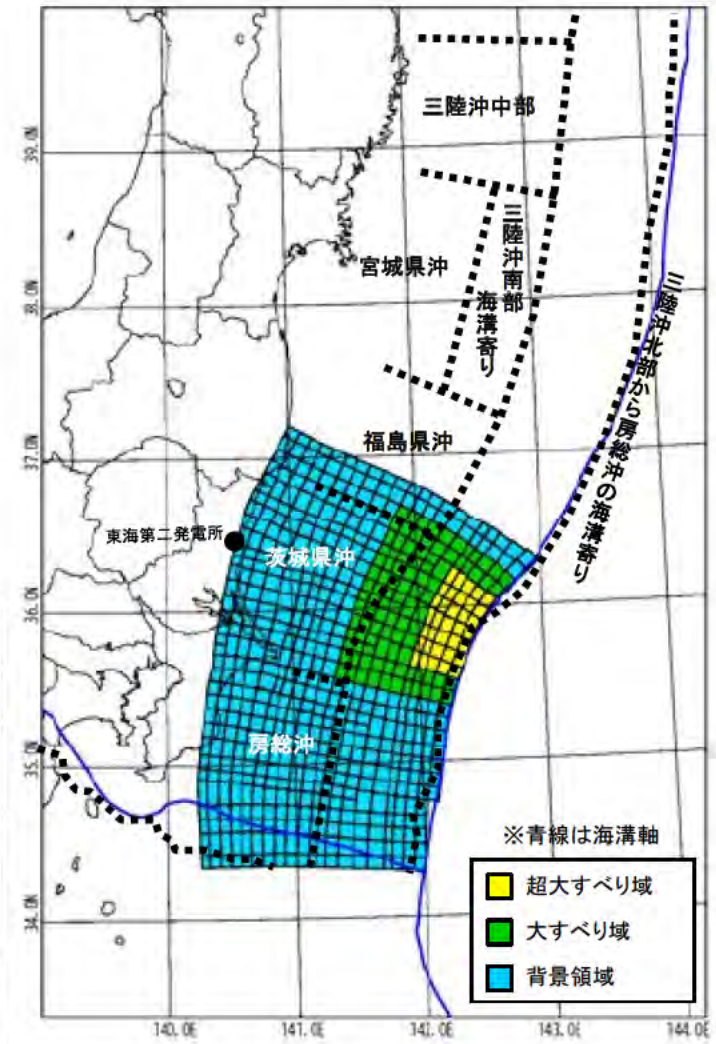 三陸沖中部
39.0N
三陸沖南部
海溝寄り
宮城県沖
38.0N
三陸沖北部から房総沖の海溝寄り
福島県沖
37.0N
東海第二発電所
茨城県沖
36.0N
房総沖
35.0N
※青線は海溝軸
超大すべり域
大すべり域
背景領域
34.0N
140.0E
141.0E
142.0E
143.0E
144.0E